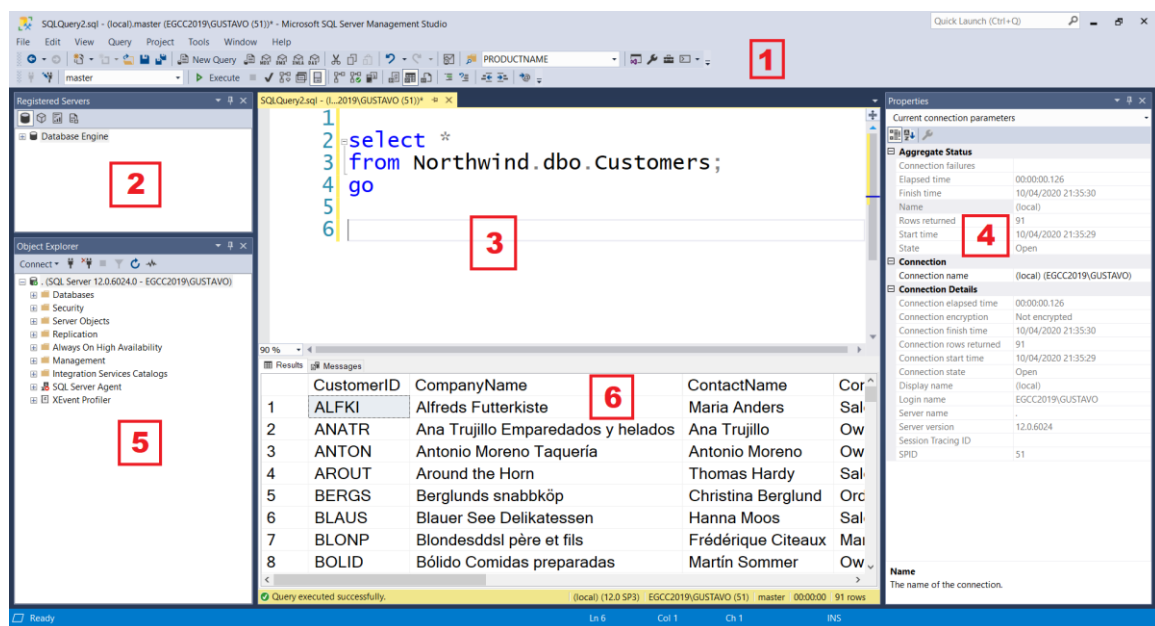 SQLQuery2.sql - (local).master (EGCC2019\GUSTAVO (51))* - Microsoft SQL Server Management Studio
Quick Launch (Ctrl+Q)
File Edit View Query Project Tools Window Help
New Query
PRODUCTNAME
1
master
Execute
Registered Servers
Database Engine
2
Object Explorer
Connect
. (SQL Server 12.0.6024.0 - EGCC2019\GUSTAVO)
Databases
Security
Server Objects
Replication
Always On High Availability
Management
Integration Services Catalogs
SQL Server Agent
XEvent Profiler
5
SQLQuery2.sql - (l...2019\GUSTAVO (51))*
1
2 select *
3 from Northwind.dbo.Customers;
4 go
5
6
3
90 %
Results Messages
6
CustomerID CompanyName ContactName Cor
1 ALFKI Alfreds Futterkiste Maria Anders Sal
2 ANATR Ana Trujillo Emparedados y helados Ana Trujillo Ow
3 ANTON Antonio Moreno Taquería Antonio Moreno Ow
4 AROUT Around the Horn Thomas Hardy Sal
5 BERGS Berglunds snabbköp Christina Berglund Orc
6 BLAUS Blauer See Delikatessen Hanna Moos Sal
7 BLONP Blondesddsl père et fils Frédérique Citeaux Mai
8 BOLID Bólido Comidas preparadas Martín Sommer Ow
Query executed successfully. (local) (12.0 SP3) EGCC2019\GUSTAVO (51) master 00:00:00 91 rows
Properties
Current connection parameters
Aggregate Status
Connection failures
Elapsed time 00:00:00.126
Finish time 10/04/2020 21:35:30
Name (local)
Rows returned 91
Start time 10/04/2020 21:35:29
State Open
4
Connection
Connection name (local) (EGCC2019\GUSTAVO)
Connection Details
Connection elapsed time 00:00:00.126
Connection encryption Not encrypted
Connection finish time 10/04/2020 21:35:30
Connection rows returned 91
Connection start time 10/04/2020 21:35:29
Connection state Open
Display name (local)
Login name EGCC2019\GUSTAVO
Server name .
Server version 12.0.6024
Session Tracing ID
SPID 51
Name
The name of the connection.
Ready Ln 6 Col 1 Ch 1 INS